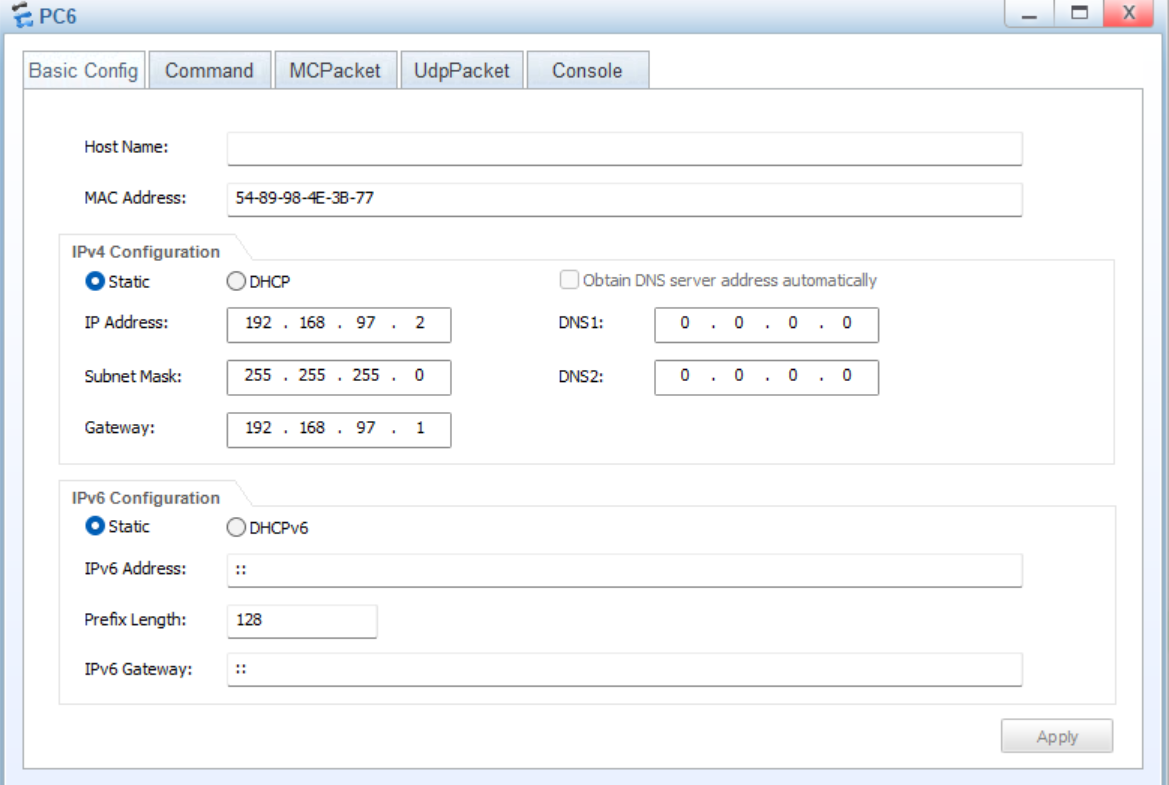 PC6
X
Basic Config Command MCPacket UdpPacket Console
Host Name:
MAC Address: 54-89-98-4E-3B-77
IPv4 Configuration
Static DHCP Obtain DNS server address automatically
IP Address: 192 . 168 . 97 . 2 DNS1: 0 . 0 . 0 . 0
Subnet Mask: 255 . 255 . 255 . 0 DNS2: 0 . 0 . 0 . 0
Gateway: 192 . 168 . 97 . 1
IPv6 Configuration
Static DHCPv6
IPv6 Address: ::
Prefix Length: 128
IPv6 Gateway: ::
Apply